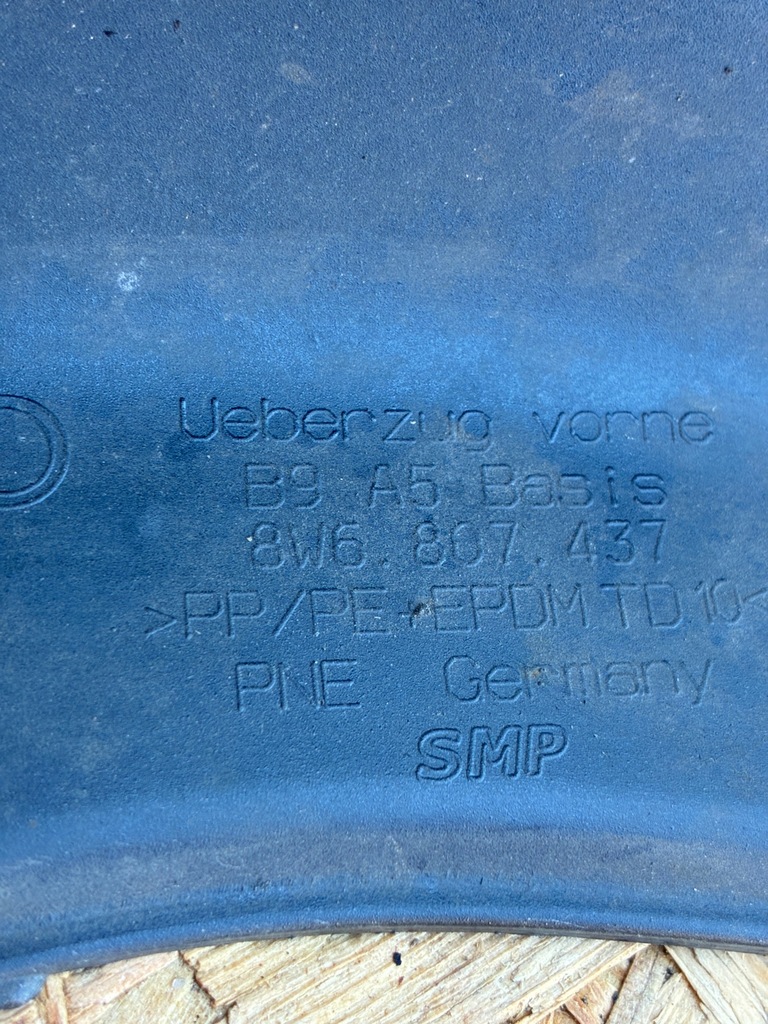 Ueberzug vorne
B9 A5 Basis
8W6.807.437
>PP/PE+EPDM TD10<
PNE Germany
SMP